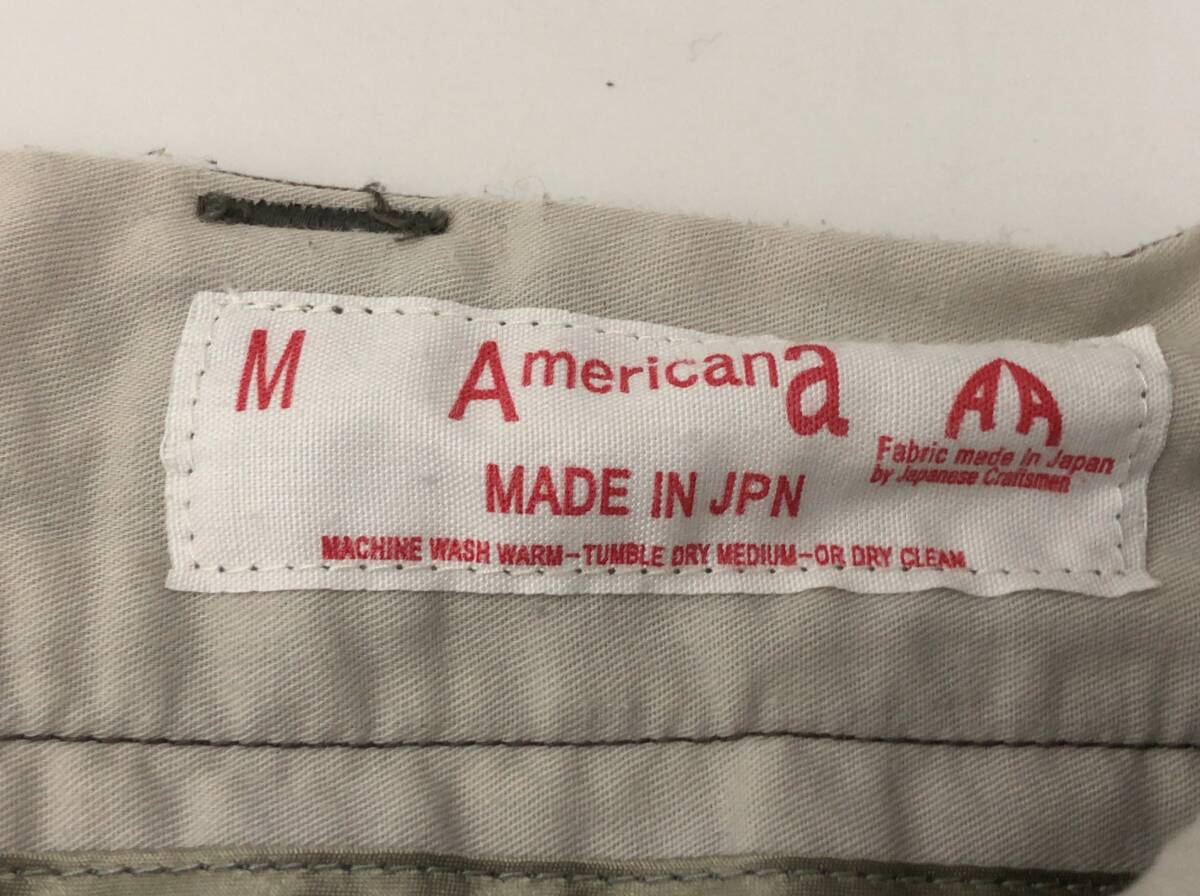 M Americana AA
Fabric made in Japan
by Japanese Craftsmen
MADE IN JPN
MACHINE WASH WARM-TUMBLE DRY MEDIUM-OR DRY CLEAN